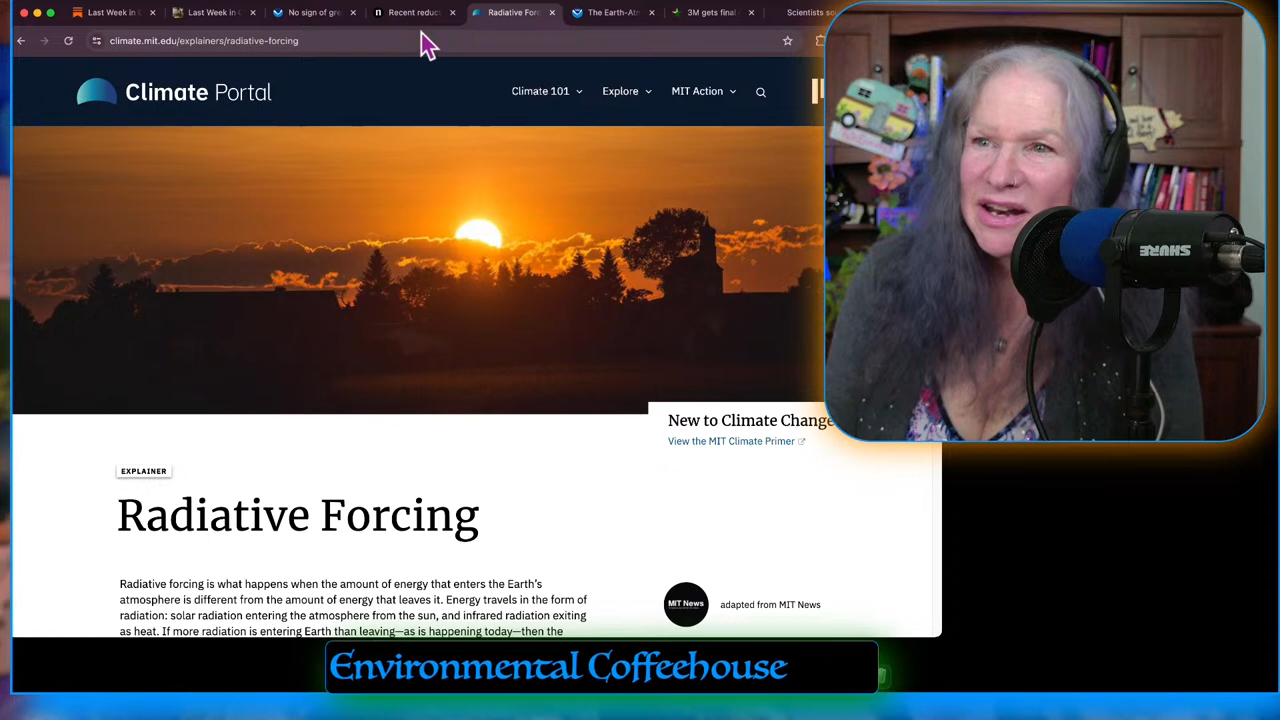 Last Week in
Last Week in
No sign of gre
Recent reduc
Radiative For
The Earth-At
3M gets final
Scientists so
climate.mit.edu/explainers/radiative-forcing
Climate Portal
Climate 101
Explore
MIT Action
SHURE
New to Climate Change
View the MIT Climate Primer
EXPLAINER
Radiative Forcing
Radiative forcing is what happens when the amount of energy that enters the Earth's
atmosphere is different from the amount of energy that leaves it. Energy travels in the form of
radiation: solar radiation entering the atmosphere from the sun, and infrared radiation exiting
as heat. If more radiation is entering Earth than leaving—as is happening today—then the
MIT News
adapted from MIT News
Environmental Coffeehouse